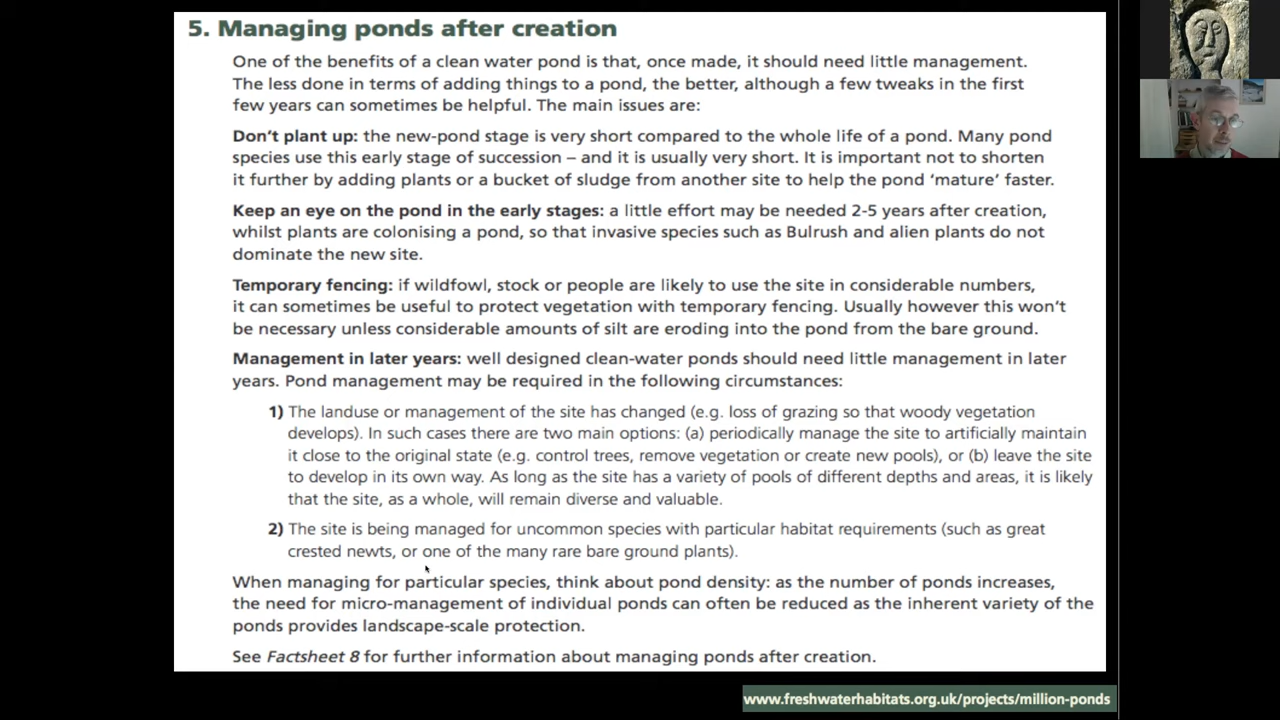 5. Managing ponds after creation
One of the benefits of a clean water pond is that, once made, it should need little management.
The less done in terms of adding things to a pond, the better, although a few tweaks in the first
few years can sometimes be helpful. The main issues are:
Don't plant up: the new-pond stage is very short compared to the whole life of a pond. Many pond
species use this early stage of succession – and it is usually very short. It is important not to shorten
it further by adding plants or a bucket of sludge from another site to help the pond ‘mature’ faster.
Keep an eye on the pond in the early stages: a little effort may be needed 2-5 years after creation,
whilst plants are colonising a pond, so that invasive species such as Bulrush and alien plants do not
dominate the new site.
Temporary fencing: if wildfowl, stock or people are likely to use the site in considerable numbers,
it can sometimes be useful to protect vegetation with temporary fencing. Usually however this won't
be necessary unless considerable amounts of silt are eroding into the pond from the bare ground.
Management in later years: well designed clean-water ponds should need little management in later
years. Pond management may be required in the following circumstances:
1) The landuse or management of the site has changed (e.g. loss of grazing so that woody vegetation
develops). In such cases there are two main options: (a) periodically manage the site to artificially maintain
it close to the original state (e.g. control trees, remove vegetation or create new pools), or (b) leave the site
to develop in its own way. As long as the site has a variety of pools of different depths and areas, it is likely
that the site, as a whole, will remain diverse and valuable.
2) The site is being managed for uncommon species with particular habitat requirements (such as great
crested newts, or one of the many rare bare ground plants).
When managing for particular species, think about pond density: as the number of ponds increases,
the need for micro-management of individual ponds can often be reduced as the inherent variety of the
ponds provides landscape-scale protection.
See Factsheet 8 for further information about managing ponds after creation.
www.freshwaterhabitats.org.uk/projects/million-ponds